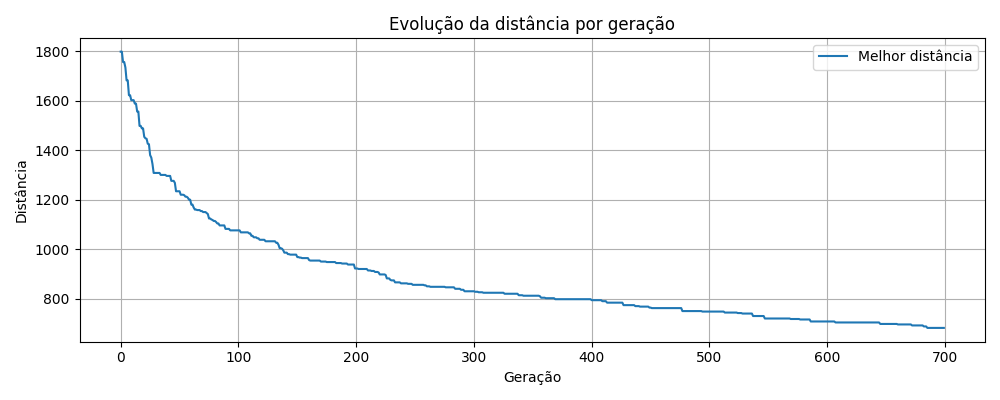 Evolução da distância por geração
Melhor distância
Distância
1800
1600
1400
1200
1000
800
0 100 200 300 400 500 600 700
Geração